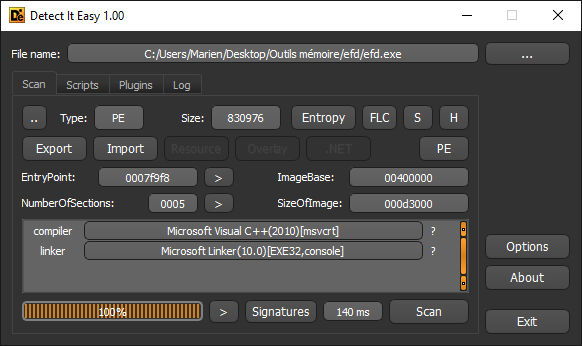 Detect It Easy 1.00
File name: C:/Users/Marien/Desktop/Outils mémoire/efd/efd.exe ...
Scan Scripts Plugins Log
.. Type: PE Size: 830976 Entropy FLC S H
Export Import Resource Overlay .NET PE
EntryPoint: 0007f9f8 > ImageBase: 00400000
NumberOfSections: 0005 > SizeOfImage: 000d3000
compiler Microsoft Visual C++(2010)[msvcrt] ?
linker Microsoft Linker(10.0)[EXE32,console] ?
Options
About
100% > Signatures 140 ms Scan
Exit